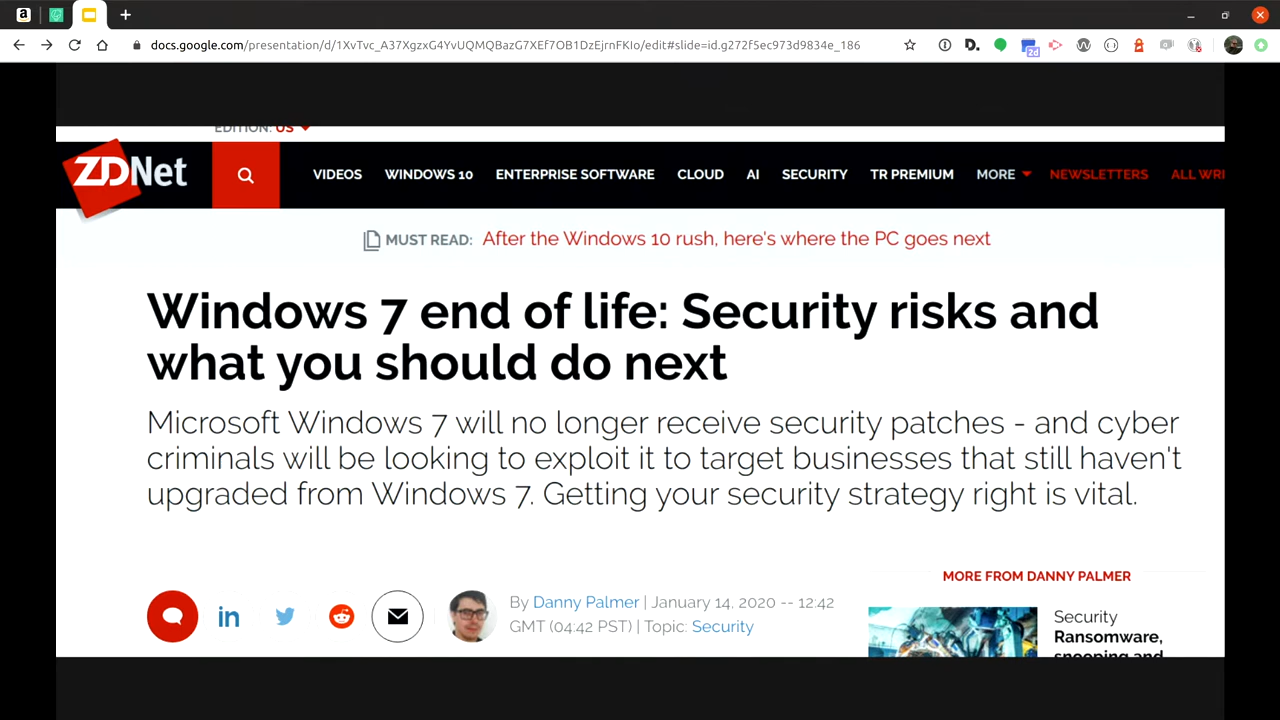 docs.google.com/presentation/d/1XvTvc_A37XgzxG4YvUQMQBazG7XEf7OB1DzEjrnFKIo/edit#slide=id.g272f5ec973d9834e_186
2d
EDITION: US
ZDNet
VIDEOS WINDOWS 10 ENTERPRISE SOFTWARE CLOUD AI SECURITY TR PREMIUM MORE NEWSLETTERS ALL WRI
MUST READ: After the Windows 10 rush, here's where the PC goes next
Windows 7 end of life: Security risks and
what you should do next
Microsoft Windows 7 will no longer receive security patches - and cyber
criminals will be looking to exploit it to target businesses that still haven't
upgraded from Windows 7. Getting your security strategy right is vital.
By Danny Palmer | January 14, 2020 -- 12:42
GMT (04:42 PST) | Topic: Security
MORE FROM DANNY PALMER
Security
Ransomware,
snooping and